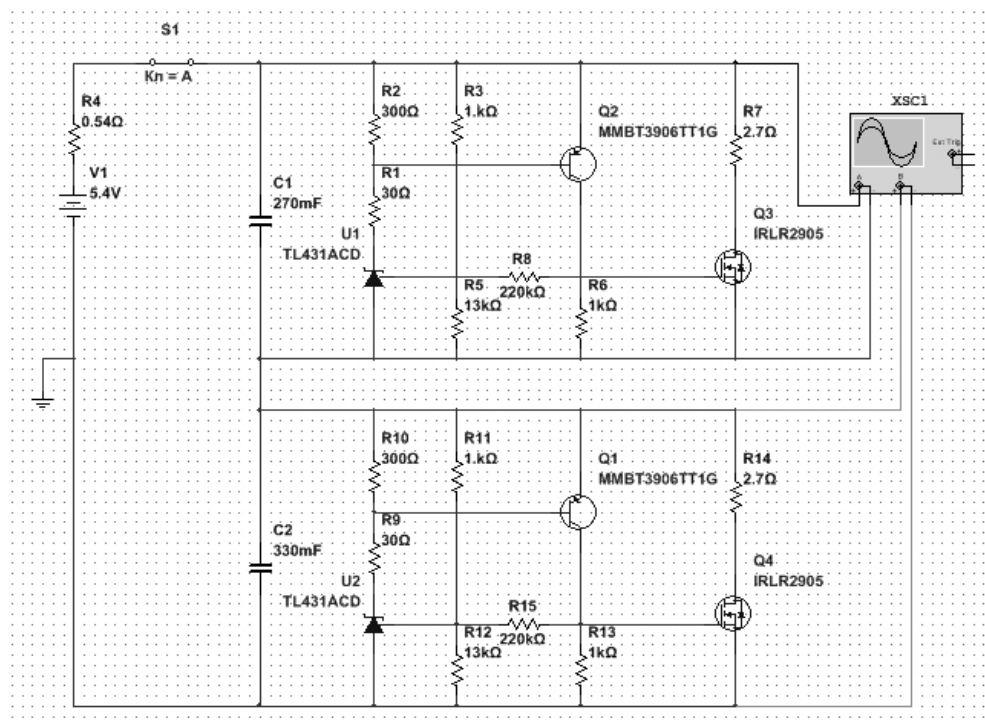 S1
Кл = A
R4
0.54Ω
V1
5.4V
C1
270mF
R2
300Ω
R3
1.kΩ
Q2
MMBT3906TT1G
R7
2.7Ω
XSC1
Ext Trig
A
B
R1
30Ω
U1
TL431ACD
R8
220kΩ
R5
13kΩ
R6
1kΩ
Q3
IRLR2905
R10
300Ω
R11
1.kΩ
Q1
MMBT3906TT1G
R14
2.7Ω
C2
330mF
R9
30Ω
U2
TL431ACD
R15
220kΩ
R12
13kΩ
R13
1kΩ
Q4
IRLR2905